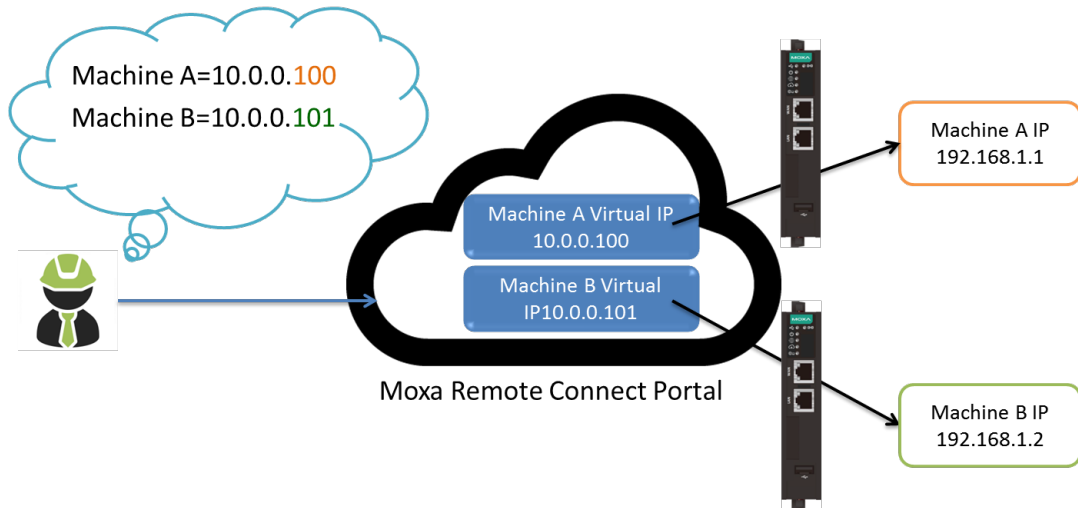 Machine A=10.0.0.100
Machine B=10.0.0.101
Machine A Virtual IP
10.0.0.100
Machine B Virtual
IP10.0.0.101
Moxa Remote Connect Portal
MOXA
Machine A IP
192.168.1.1
MOXA
Machine B IP
192.168.1.2